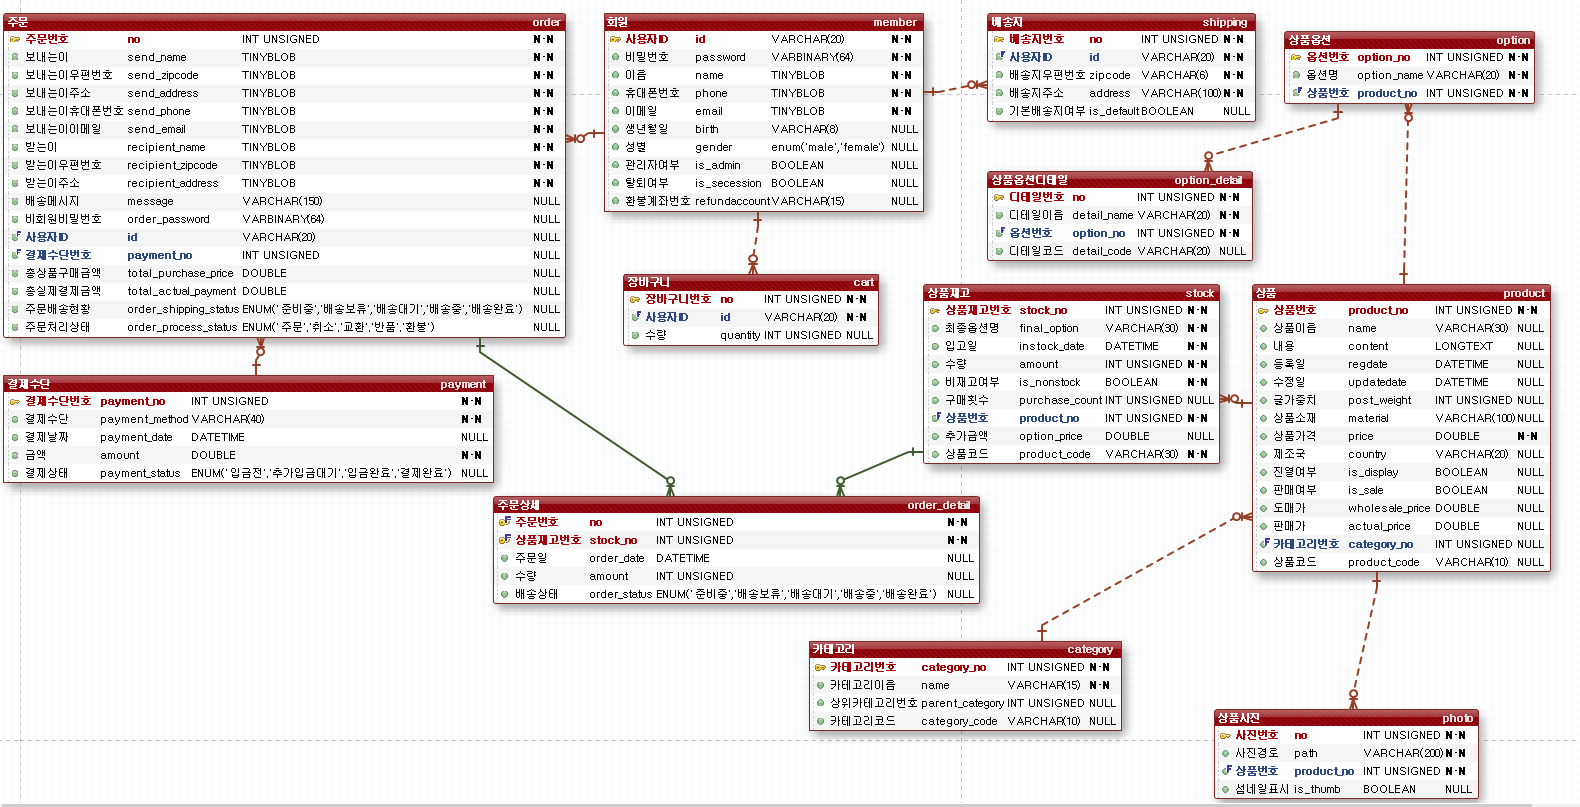 주문 order
주문번호 no INT UNSIGNED N-N
보내는이 send_name TINYBLOB N-N
보내는이우편번호 send_zipcode TINYBLOB N-N
보내는이주소 send_address TINYBLOB N-N
보내는이휴대폰번호 send_phone TINYBLOB N-N
보내는이이메일 send_email TINYBLOB N-N
받는이 recipient_name TINYBLOB N-N
받는이우편번호 recipient_zipcode TINYBLOB N-N
받는이주소 recipient_address TINYBLOB N-N
배송메시지 message VARCHAR(150) NULL
비회원비밀번호 order_password VARBINARY(64) NULL
사용자ID id VARCHAR(20) NULL
결제수단번호 payment_no INT UNSIGNED NULL
총상품구매금액 total_purchase_price DOUBLE NULL
총실제결제금액 total_actual_payment DOUBLE NULL
주문배송현황 order_shipping_status ENUM('준비중','배송보류','배송대기','배송중','배송완료') NULL
주문처리상태 order_process_status ENUM('주문','취소','교환','반품','환불') NULL
회원 member
사용자ID id VARCHAR(20) N-N
비밀번호 password VARBINARY(64) N-N
이름 name TINYBLOB N-N
휴대폰번호 phone TINYBLOB N-N
이메일 email TINYBLOB N-N
생년월일 birth VARCHAR(8) NULL
성별 gender enum('male','female') NULL
관리자여부 is_admin BOOLEAN NULL
탈퇴여부 is_secession BOOLEAN NULL
환불계좌번호 refundaccount VARCHAR(15) NULL
배송지 shipping
배송지번호 no INT UNSIGNED N-N
사용자ID id VARCHAR(20) N-N
배송지우편번호 zipcode VARCHAR(6) N-N
배송지주소 address VARCHAR(100) N-N
기본배송지여부 is_default BOOLEAN NULL
상품옵션 option
옵션번호 option_no INT UNSIGNED N-N
옵션명 option_name VARCHAR(20) N-N
상품번호 product_no INT UNSIGNED N-N
상품옵션디테일 option_detail
디테일번호 no INT UNSIGNED N-N
디테일이름 detail_name VARCHAR(20) N-N
옵션번호 option_no INT UNSIGNED N-N
디테일코드 detail_code VARCHAR(20) NULL
장바구니 cart
장바구니번호 no INT UNSIGNED N-N
사용자ID id VARCHAR(20) N-N
수량 quantity INT UNSIGNED NULL
상품재고 stock
상품재고번호 stock_no INT UNSIGNED N-N
최종옵션명 final_option VARCHAR(30) N-N
입고일 instock_date DATETIME N-N
수량 amount INT UNSIGNED N-N
비재고여부 is_nonstock BOOLEAN N-N
구매횟수 purchase_count INT UNSIGNED NULL
상품번호 product_no INT UNSIGNED N-N
추가금액 option_price DOUBLE NULL
상품코드 product_code VARCHAR(30) N-N
상품 product
상품번호 product_no INT UNSIGNED N-N
상품이름 name VARCHAR(30) NULL
내용 content LONGTEXT NULL
등록일 regdate DATETIME NULL
수정일 updatedate DATETIME NULL
글가중치 post_weight INT UNSIGNED NULL
상품소재 material VARCHAR(100) NULL
상품가격 price DOUBLE N-N
제조국 country VARCHAR(20) NULL
진열여부 is_display BOOLEAN NULL
판매여부 is_sale BOOLEAN NULL
도매가 wholesale_price DOUBLE NULL
판매가 actual_price DOUBLE NULL
카테고리번호 category_no INT UNSIGNED NULL
상품코드 product_code VARCHAR(10) NULL
결제수단 payment
결제수단번호 payment_no INT UNSIGNED N-N
결제수단 payment_method VARCHAR(40) N-N
결제날짜 payment_date DATETIME NULL
금액 amount DOUBLE N-N
결제상태 payment_status ENUM('입금전','추가입금대기','입금완료','결제완료') NULL
주문상세 order_detail
주문번호 no INT UNSIGNED N-N
상품재고번호 stock_no INT UNSIGNED N-N
주문일 order_date DATETIME NULL
수량 amount INT UNSIGNED NULL
배송상태 order_status ENUM('준비중','배송보류','배송대기','배송중','배송완료') NULL
카테고리 category
카테고리번호 category_no INT UNSIGNED N-N
카테고리이름 name VARCHAR(15) N-N
상위카테고리번호 parent_category INT UNSIGNED NULL
카테고리코드 category_code VARCHAR(10) NULL
상품사진 photo
사진번호 no INT UNSIGNED N-N
사진경로 path VARCHAR(200) N-N
상품번호 product_no INT UNSIGNED N-N
섬네일표시 is_thumb BOOLEAN NULL